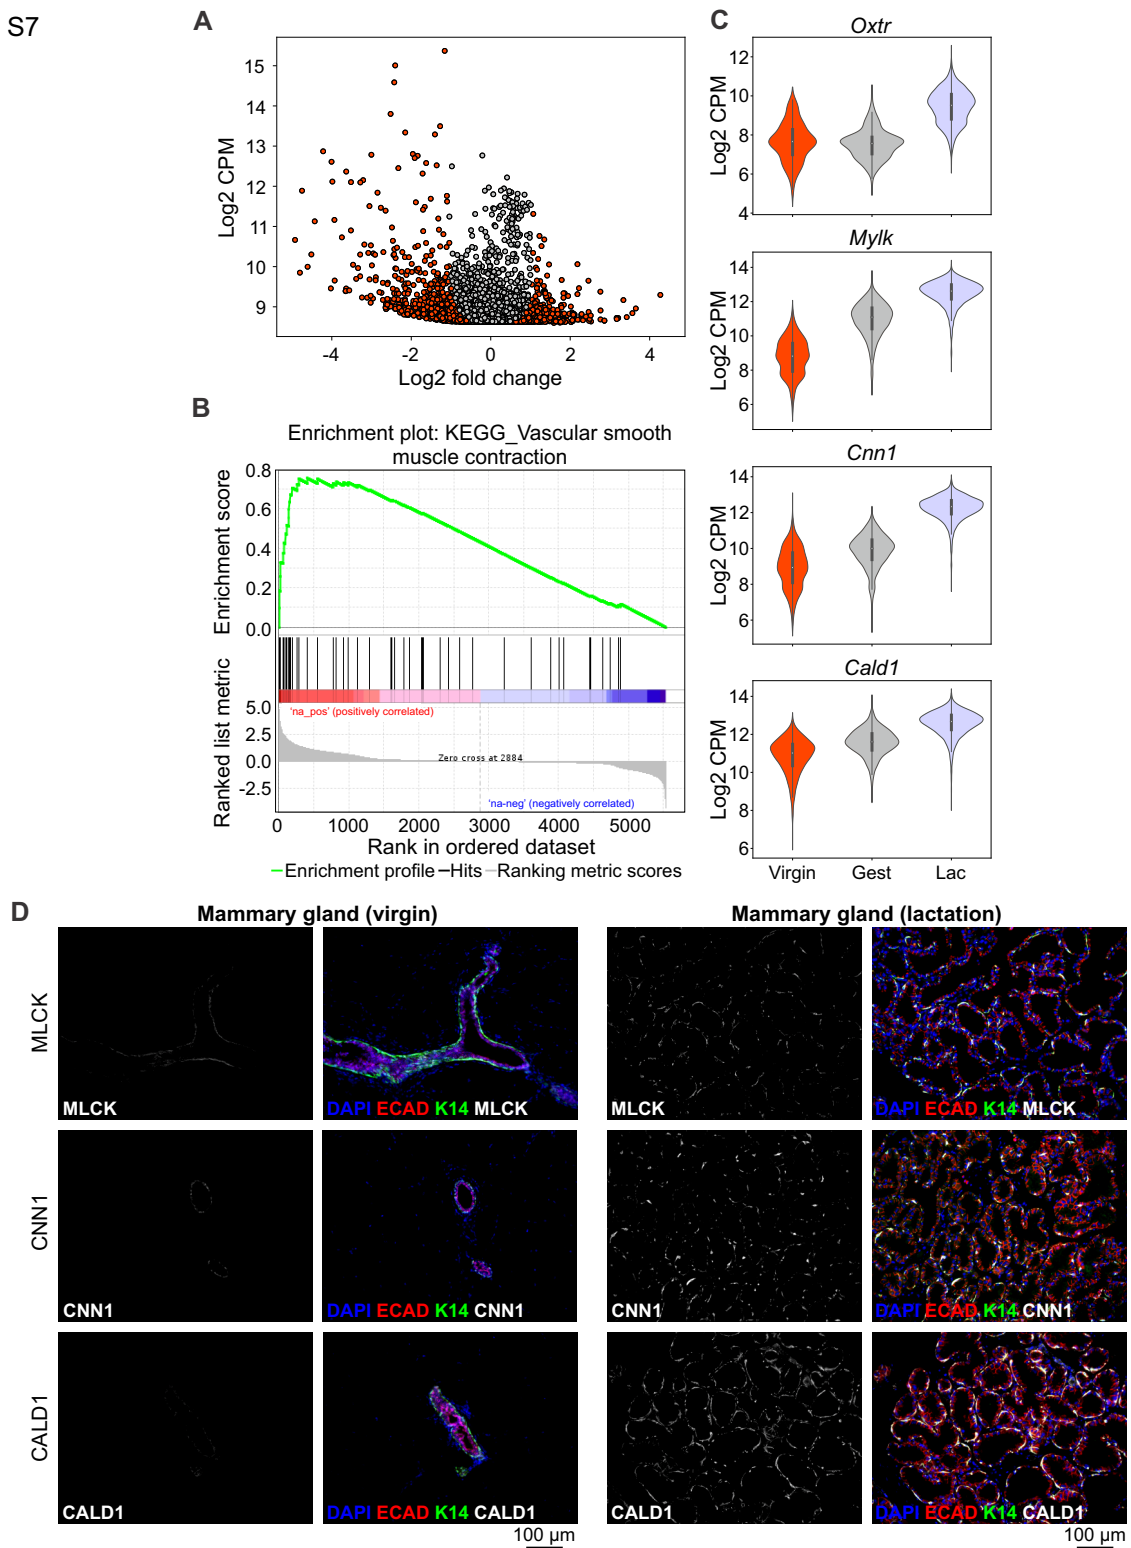 S7
A
15
14
13
12
11
10
9
Log2 CPM
-4
-2
0
2
4
Log2 fold change
B
Enrichment plot: KEGG_Vascular smooth
muscle contraction
0.8
0.6
0.4
0.2
0.0
Enrichment score
Ranked list metric
5.0
2.5
0.0
-2.5
'na_pos' (positively correlated)
Zero cross at 2884
'na-neg' (negatively correlated)
0
1000
2000
3000
4000
5000
Rank in ordered dataset
Enrichment profile
Hits
Ranking metric scores
C
Oxtr
12
10
8
6
4
Log2 CPM
Mylk
14
12
10
8
6
Log2 CPM
Cnn1
14
12
10
8
6
Log2 CPM
Cald1
14
12
10
8
6
Log2 CPM
Virgin
Gest
Lac
D
Mammary gland (virgin)
Mammary gland (lactation)
MLCK
MLCK
DAPI ECAD K14 MLCK
MLCK
DAPI ECAD K14 MLCK
CNN1
CNN1
DAPI ECAD K14 CNN1
CNN1
DAPI ECAD K14 CNN1
CALD1
CALD1
DAPI ECAD K14 CALD1
CALD1
DAPI ECAD K14 CALD1
100 µm
100 µm